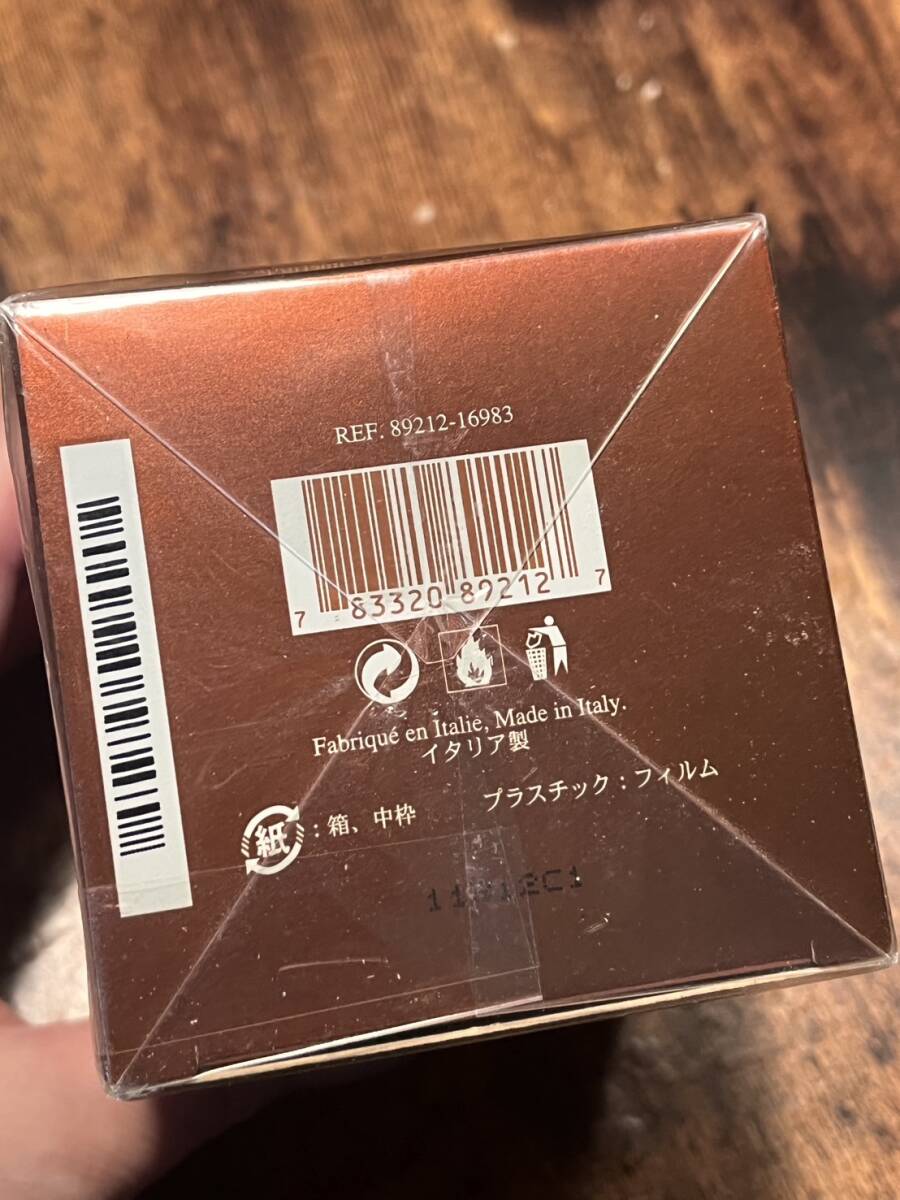 REF. 89212-16983
7 83320 89212 7
Fabriqué en Italie, Made in Italy.
イタリア製
紙：箱、中枠
プラスチック：フィルム